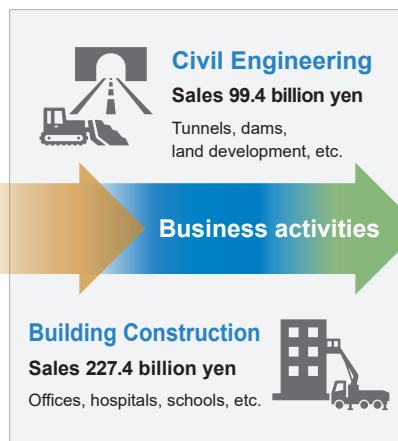 Civil Engineering
Sales 99.4 billion yen
Tunnels, dams,
land development, etc.
Business activities
Building Construction
Sales 227.4 billion yen
Offices, hospitals, schools, etc.